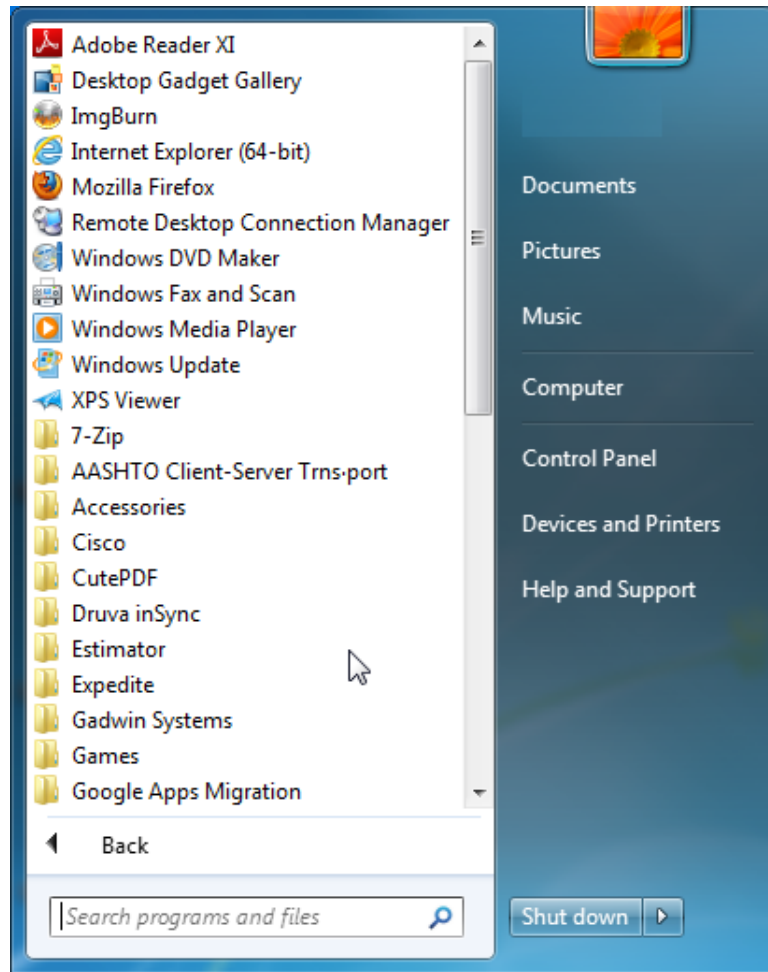 Adobe Reader XI
Desktop Gadget Gallery
ImgBurn
Internet Explorer (64-bit)
Mozilla Firefox
Remote Desktop Connection Manager
Windows DVD Maker
Windows Fax and Scan
Windows Media Player
Windows Update
XPS Viewer
7-Zip
AASHTO Client-Server Trns·port
Accessories
Cisco
CutePDF
Druva inSync
Estimator
Expedite
Gadwin Systems
Games
Google Apps Migration
Back
Search programs and files
Documents
Pictures
Music
Computer
Control Panel
Devices and Printers
Help and Support
Shut down